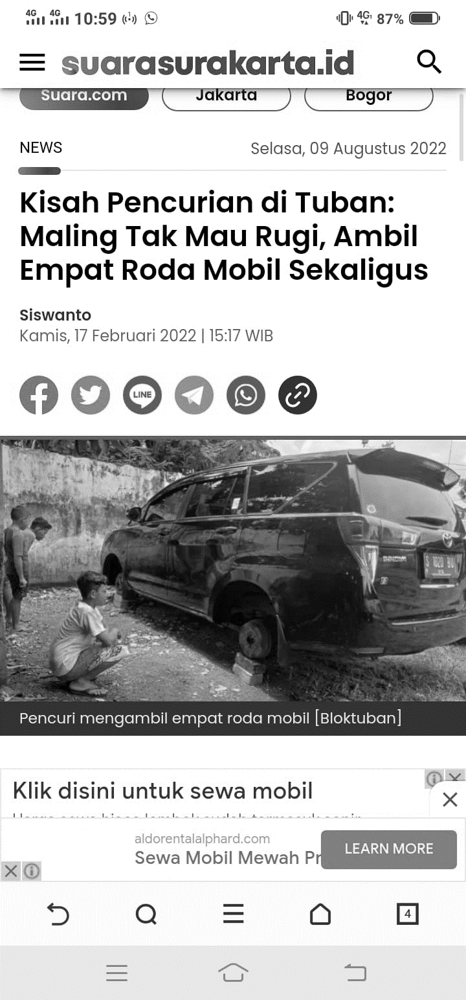 4G 4G 10:59 4G 87%
suarasurakarta.id
Suara.com Jakarta Bogor
NEWS Selasa, 09 Augustus 2022
Kisah Pencurian di Tuban:
Maling Tak Mau Rugi, Ambil
Empat Roda Mobil Sekaligus
Siswanto
Kamis, 17 Februari 2022 | 15:17 WIB
LINE
S 1020 BU
Pencuri mengambil empat roda mobil [Bloktuban]
Klik disini untuk sewa mobil
aldorentalalphard.com
Sewa Mobil Mewah Pr
LEARN MORE
4